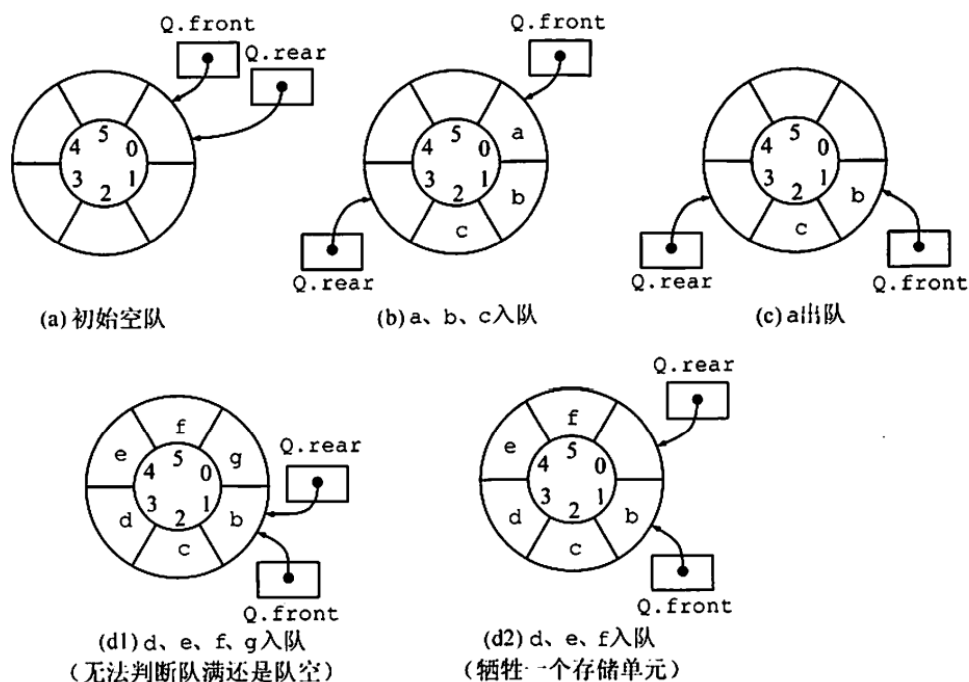 Q.front
Q.rear
5
4 0
3 1
2
(a) 初始空队
Q.front
a
5
4 0
3 1
2
b
c
Q.rear
(b) a、b、c入队
5
4 0
3 1
2
b
c
Q.rear
Q.front
(c) a出队
f
e
g
5
4 0
3 1
2
d
b
c
Q.rear
Q.front
(d1) d、e、f、g入队
(无法判断队满还是队空)
Q.rear
f
e
5
4 0
3 1
2
d
b
c
Q.front
(d2) d、e、f入队
(牺牲一个存储单元)